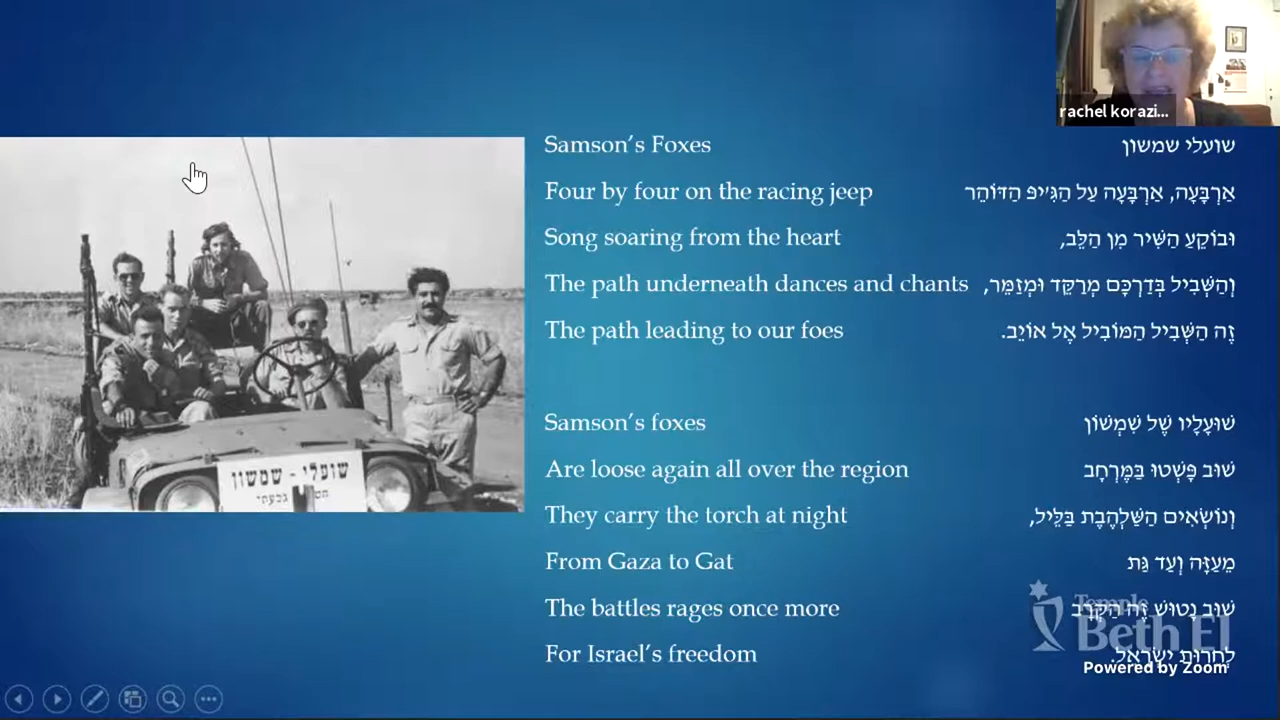 rachel korazi...
Samson’s Foxes
Four by four on the racing jeep
Song soaring from the heart
The path underneath dances and chants
The path leading to our foes
Samson’s foxes
Are loose again all over the region
They carry the torch at night
From Gaza to Gat
The battles rages once more
For Israel’s freedom
שועלי שמשון
אַרְבָּעָה, אַרְבָּעָה עַל הַגִּ׳יפּ הַדּוֹהֵר
וּבוֹקֵעַ הַשִּׁיר מִן הַלֵּב,
וְהַשְּׁבִיל בְּדַרְכָּם מְרַקֵּד וּמְזַמֵּר,
זֶה הַשְּׁבִיל הַמּוֹבִיל אֶל אוֹיֵב.
שׁוּעָלָיו שֶׁל שִׁמְשׁוֹן
שׁוּב פָּשְׁטוּ בַּמֶּרְחָב
וְנוֹשְׂאִים הַשַּׁלְהֶבֶת בַּלֵּיל,
מֵעַזָּה וְעַד גַּת
שׁוּב נָטוּשׁ זֶה הַקְּרָב
לְחֵרוּת יִשְׂרָאֵל.
שועלי - שמשון
גבעתי
Temple
Beth El
Powered by Zoom